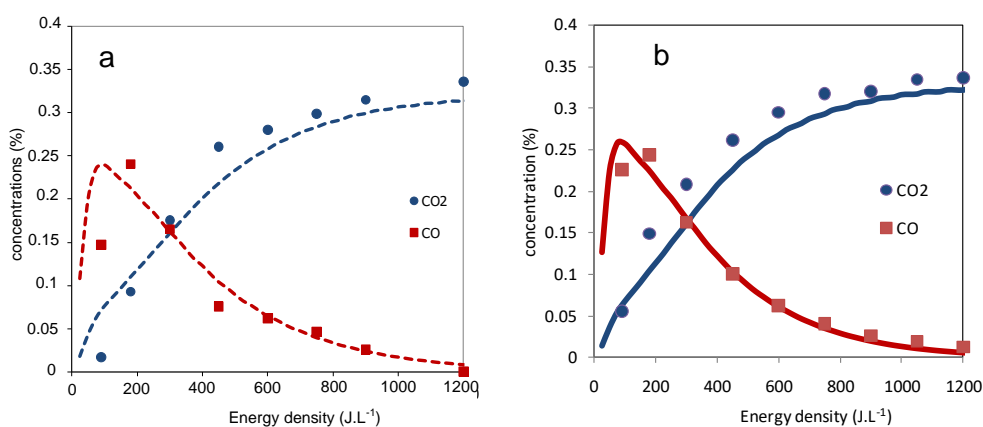 a
0.4
0.35
0.3
0.25
0.2
0.15
0.1
0.05
0
0 200 400 600 800 1000 1200
concentrations (%)
Energy density (J.L-1)
CO2
CO
b
0.4
0.35
0.3
0.25
0.2
0.15
0.1
0.05
0
0 200 400 600 800 1000 1200
concentration (%)
Energy density (J.L-1)
CO2
CO